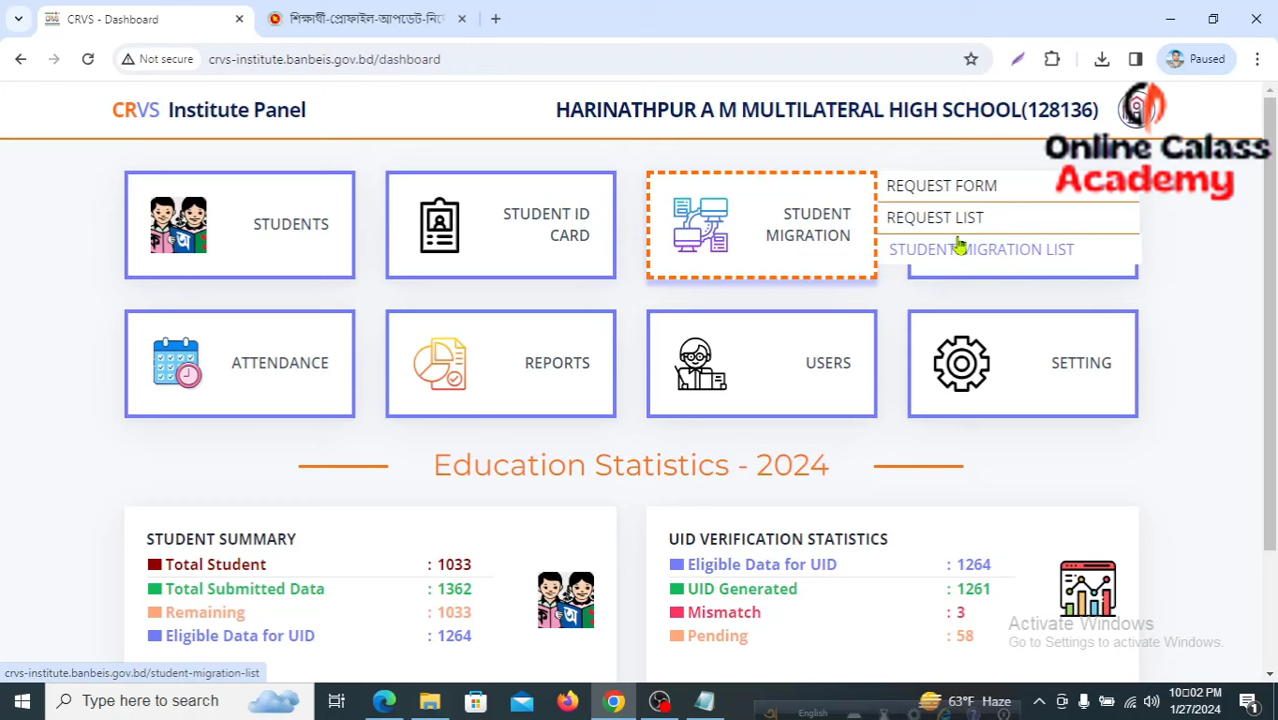 CRVS - Dashboard
শিক্ষার্থী-প্রোফাইল-আপডেট-নির্দে
Not secure
crvs-institute.banbeis.gov.bd/dashboard
Paused
CRVS Institute Panel
HARINATHPUR A M MULTILATERAL HIGH SCHOOL(128136)
Online Calass
Academy
STUDENTS
STUDENT ID
CARD
STUDENT
MIGRATION
REQUEST FORM
REQUEST LIST
STUDENT MIGRATION LIST
ATTENDANCE
REPORTS
USERS
SETTING
Education Statistics - 2024
STUDENT SUMMARY
Total Student : 1033
Total Submitted Data : 1362
Remaining : 1033
Eligible Data for UID : 1264
UID VERIFICATION STATISTICS
Eligible Data for UID : 1264
UID Generated : 1261
Mismatch : 3
Pending : 58
Activate Windows
Go to Settings to activate Windows.
crvs-institute.banbeis.gov.bd/student-migration-list
Type here to search
English
63°F Haze
10:02 PM
1/27/2024
1